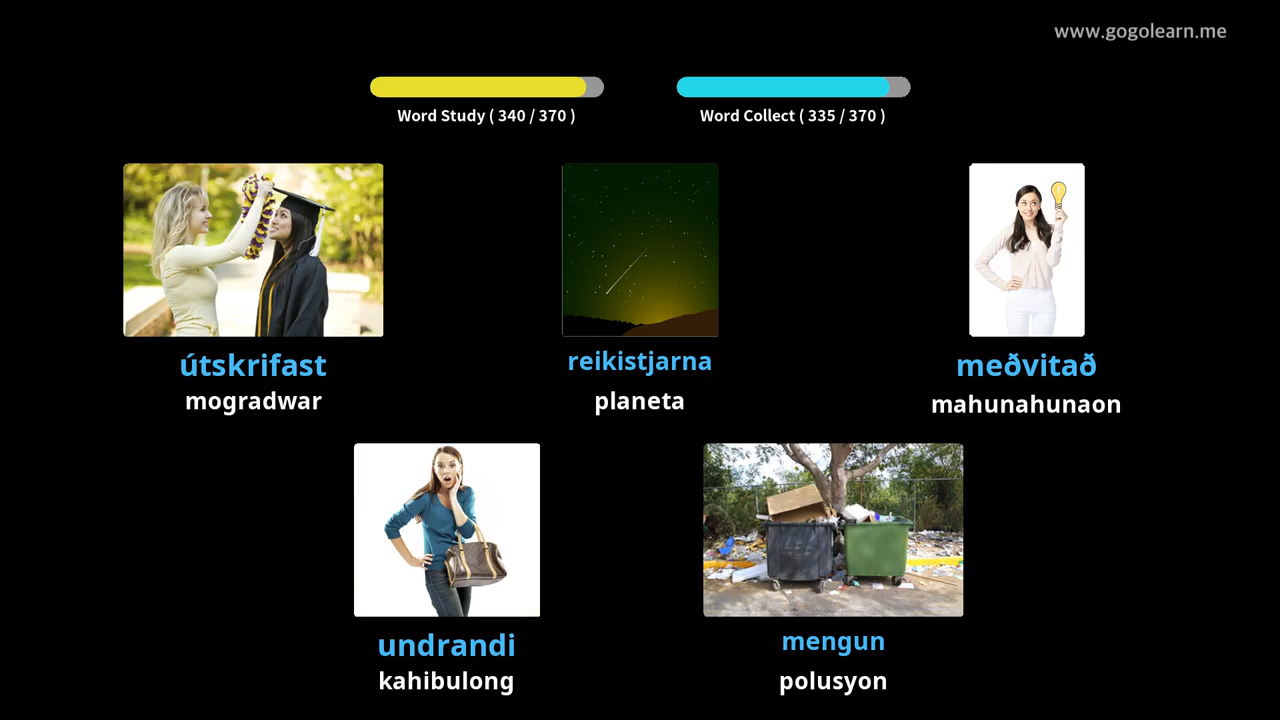 www.gogolearn.me
Word Study ( 340 / 370 )
Word Collect ( 335 / 370 )
útskrifast
mogradwar
reikistjarna
planeta
meðvitað
mahunahunaon
undrandi
kahibulong
mengun
polusyon